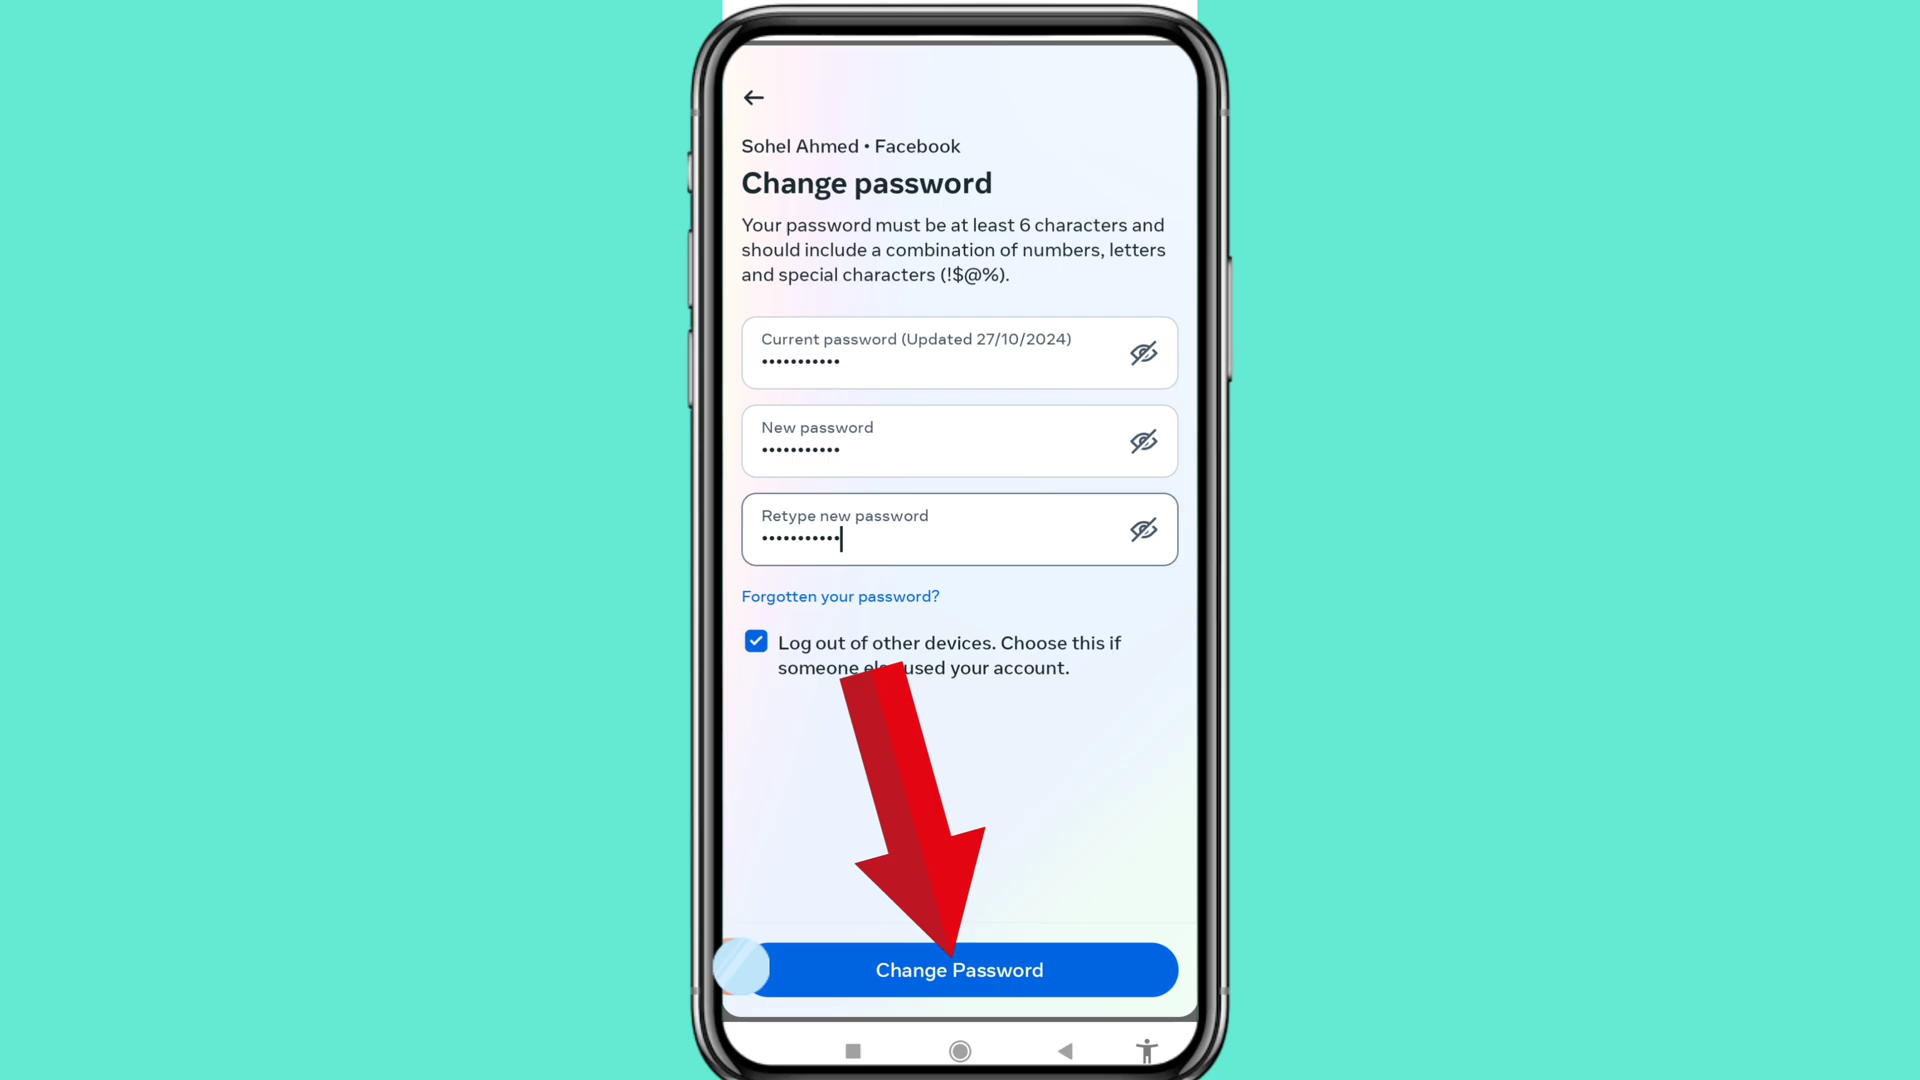 Sohel Ahmed • Facebook
Change password
Your password must be at least 6 characters and
should include a combination of numbers, letters
and special characters (!$@%).
Current password (Updated 27/10/2024)
•••••••••••
New password
•••••••••••
Retype new password
•••••••••••
Forgotten your password?
Log out of other devices. Choose this if
someone used your account.
Change Password